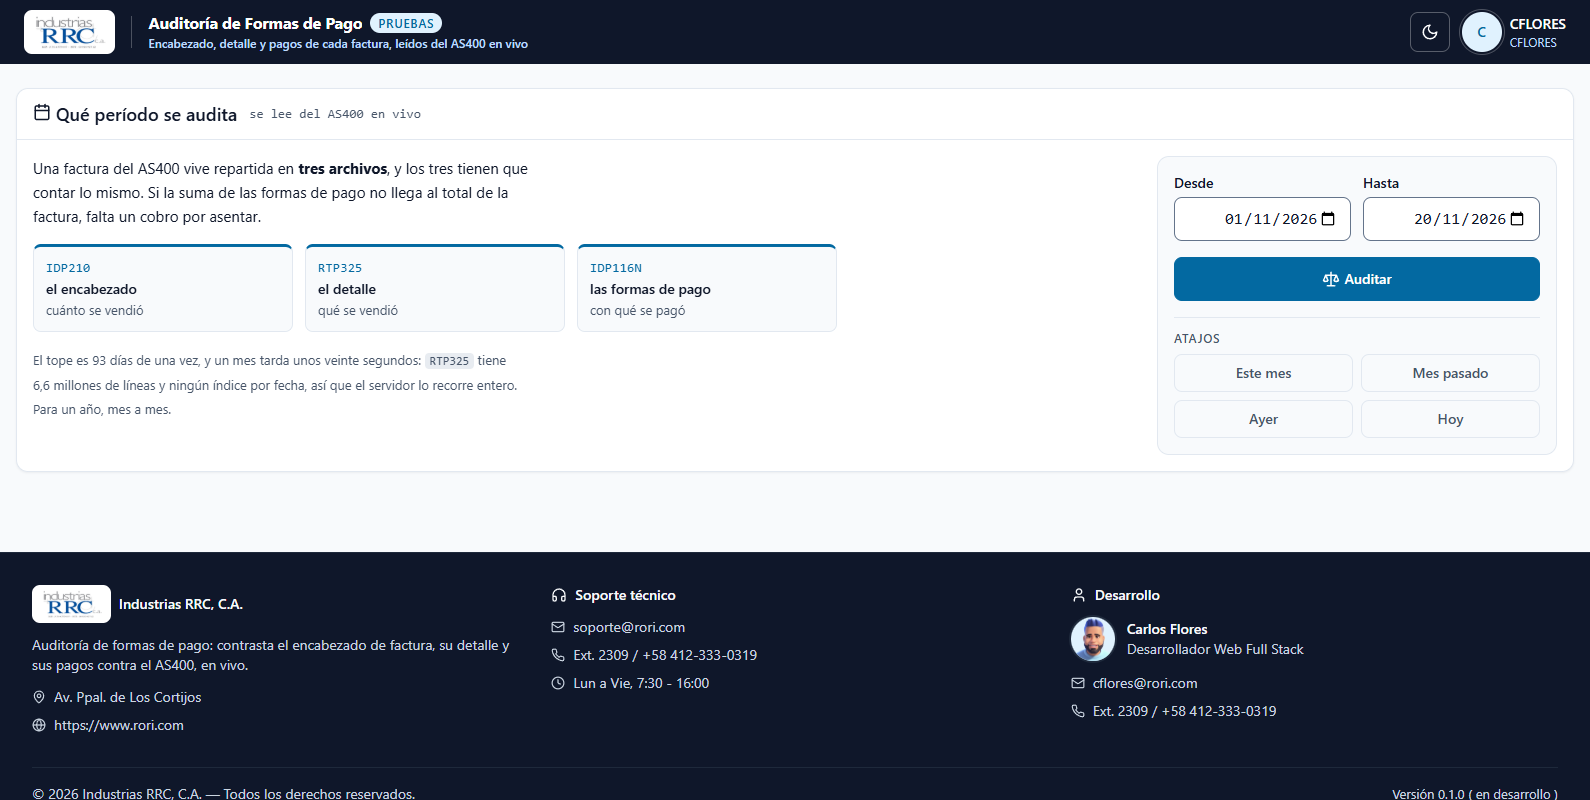 industrias
RRC C.A.
Auditoría de Formas de Pago PRUEBAS
Encabezado, detalle y pagos de cada factura, leídos del AS400 en vivo
C
CFLORES
CFLORES
Qué período se audita se lee del AS400 en vivo
Una factura del AS400 vive repartida en tres archivos, y los tres tienen que
contar lo mismo. Si la suma de las formas de pago no llega al total de la
factura, falta un cobro por asentar.
IDP210
el encabezado
cuánto se vendió
RTP325
el detalle
qué se vendió
IDP116N
las formas de pago
con qué se pagó
El tope es 93 días de una vez, y un mes tarda unos veinte segundos: RTP325 tiene
6,6 millones de líneas y ningún índice por fecha, así que el servidor lo recorre entero.
Para un año, mes a mes.
Desde Hasta
01/11/2026 20/11/2026
Auditar
ATAJOS
Este mes Mes pasado
Ayer Hoy
industrias
RRC C.A.
Industrias RRC, C.A.
Auditoría de formas de pago: contrasta el encabezado de factura, su detalle y
sus pagos contra el AS400, en vivo.
Av. Ppal. de Los Cortijos
https://www.rori.com
Soporte técnico
soporte@rori.com
Ext. 2309 / +58 412-333-0319
Lun a Vie, 7:30 - 16:00
Desarrollo
Carlos Flores
Desarrollador Web Full Stack
cflores@rori.com
Ext. 2309 / +58 412-333-0319
© 2026 Industrias RRC, C.A. — Todos los derechos reservados.
Versión 0.1.0 ( en desarrollo )